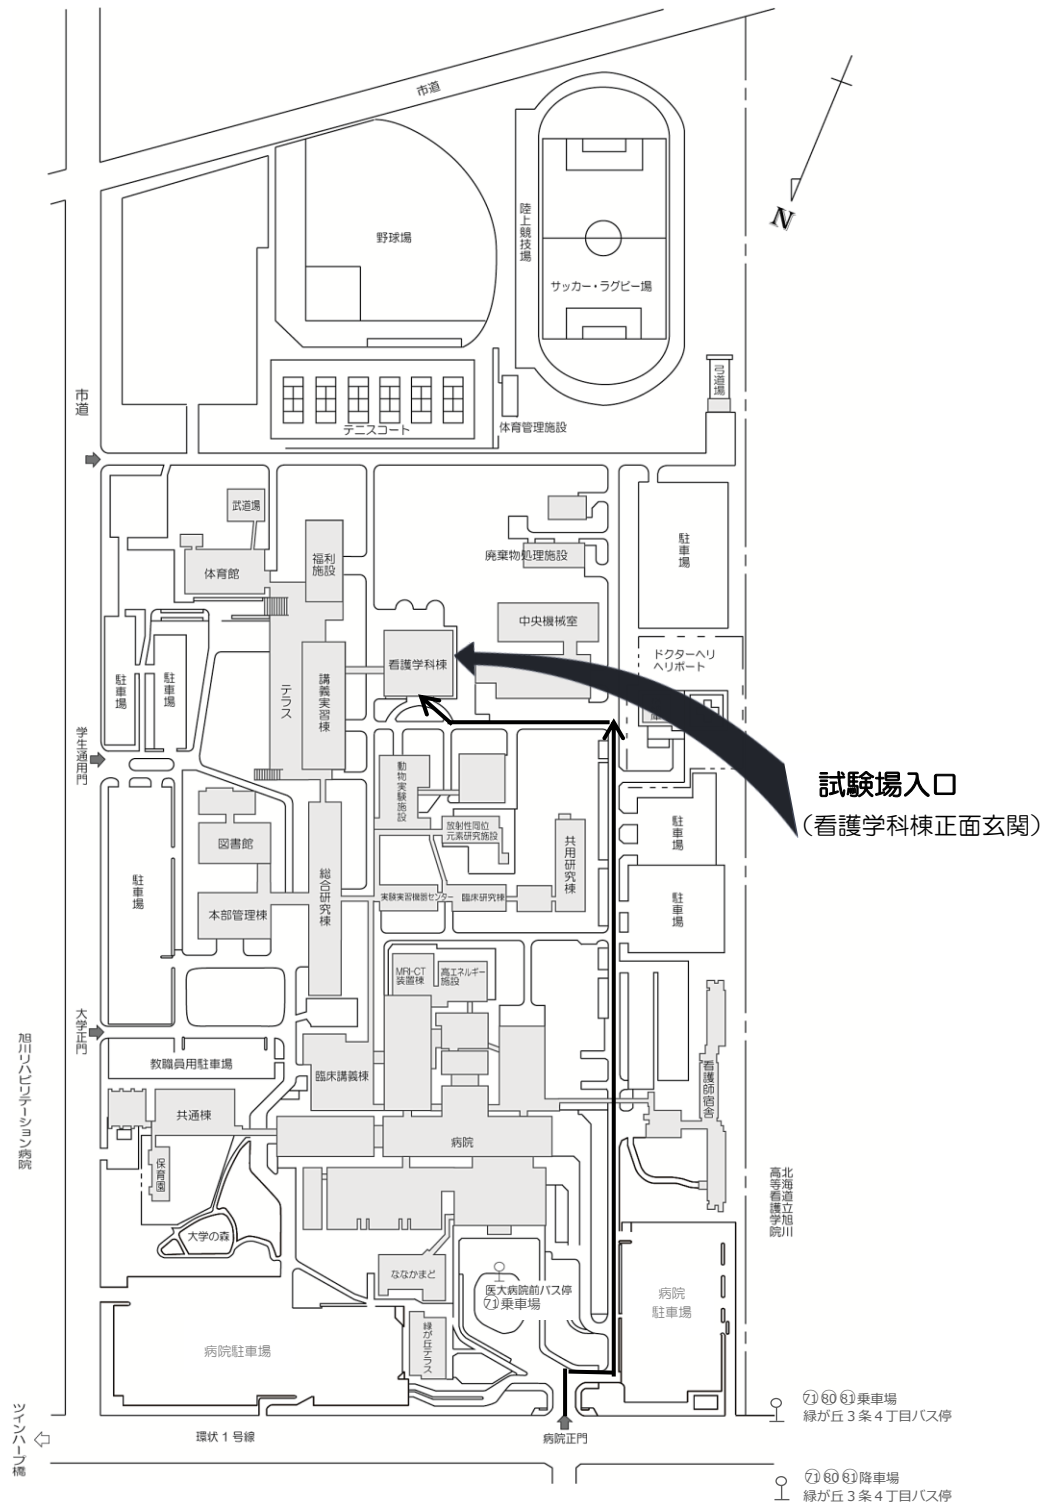 市道
N
野球場
陸上競技場
サッカー・ラグビー場
弓道場
市道
テニスコート
体育管理施設
武道場
福利
施設
体育館
廃棄物処理施設
駐車場
中央機械室
看護学科棟
ドクターヘリ
ヘリポート
駐車場
駐車場
テラス
講義実習棟
学生通用門
動物実験施設
試験場入口
(看護学科棟正面玄関)
放射性同位
元素研究施設
図書館
共用研究棟
駐車場
駐車場
総合研究棟
実験実習機器センター
臨床研究棟
駐車場
本部管理棟
MRI-CT
装置棟
高エネルギー
施設
大学正門
教職員用駐車場
臨床講義棟
看護師宿舎
旭川リハビリテーション病院
共通棟
病院
保育園
北海道立旭川
高等看護学院
大学の森
ななかまど
医大病院前バス停
㉛乗車場
病院
駐車場
緑が丘テラス
病院駐車場
ツインハープ橋
環状1号線
病院正門
71 80 81 乗車場
緑が丘3条4丁目バス停
71 80 81 降車場
緑が丘3条4丁目バス停